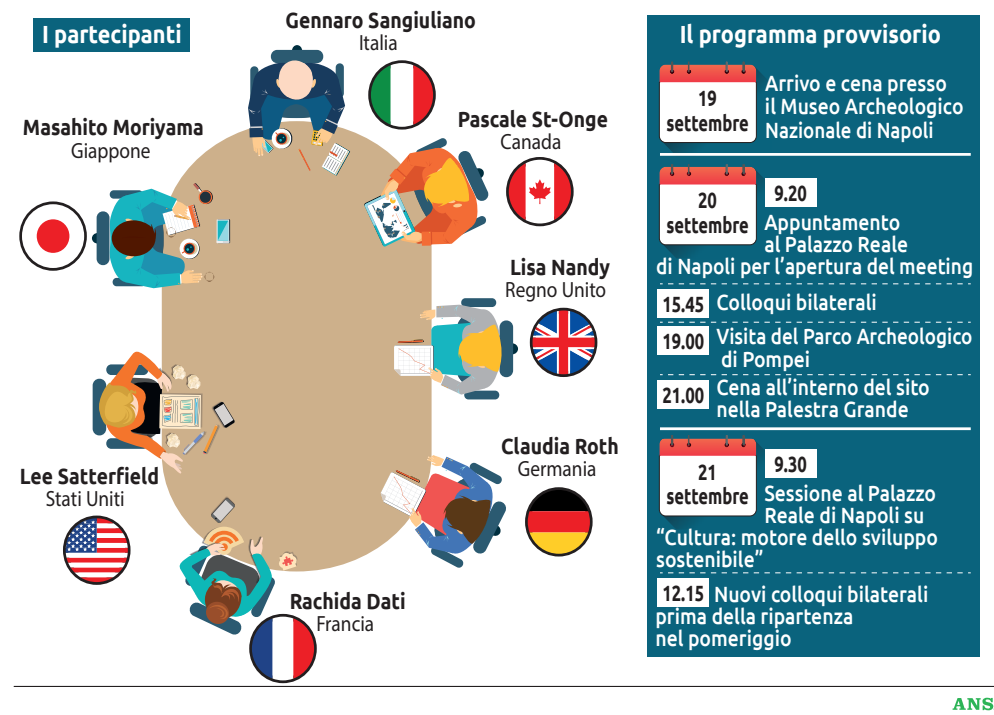 I partecipanti
Gennaro Sangiuliano
Italia
Masahito Moriyama
Giappone
Pascale St-Onge
Canada
Lisa Nandy
Regno Unito
Claudia Roth
Germania
Lee Satterfield
Stati Uniti
Rachida Dati
Francia
Il programma provvisorio
19
settembre
Arrivo e cena presso
il Museo Archeologico
Nazionale di Napoli
20
settembre
9.20
Appuntamento
al Palazzo Reale
di Napoli per l’apertura del meeting
15.45 Colloqui bilaterali
19.00 Visita del Parco Archeologico
di Pompei
21.00 Cena all’interno del sito
nella Palestra Grande
21
settembre
9.30
Sessione al Palazzo
Reale di Napoli su
“Cultura: motore dello sviluppo
sostenibile”
12.15 Nuovi colloqui bilaterali
prima della ripartenza
nel pomeriggio
ANS